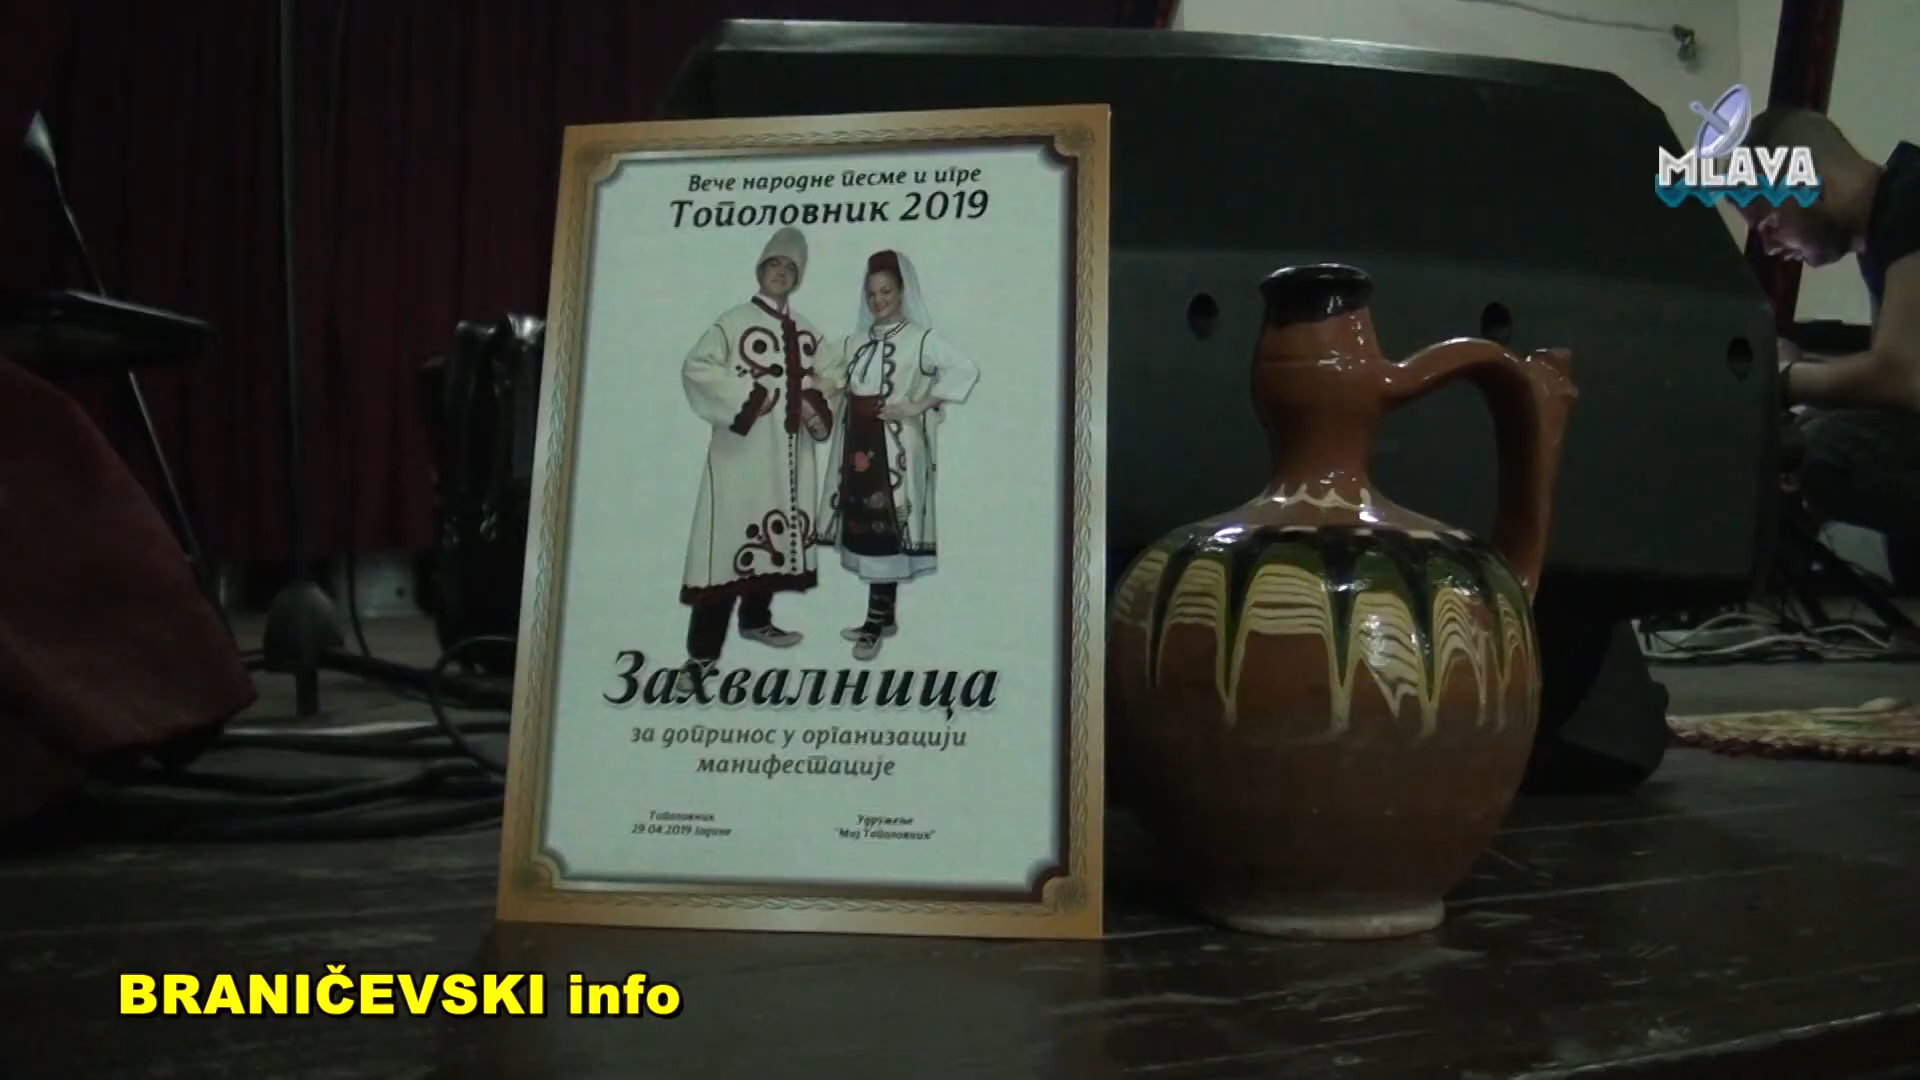 MLAVA
Вече народне песме и игре
Тополовник 2019
Захвалница
за допринос у организацији
манифестације
Тополовник
29.04.2019 године
Удружење
"Мој Тополовник"
BRANIČEVSKI info